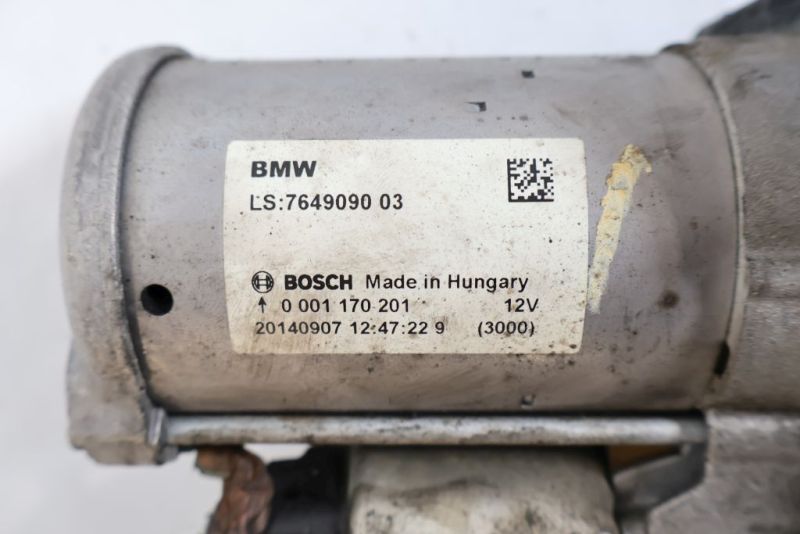 BMW
LS:7649090 03
BOSCH Made in Hungary
↑ 0 001 170 201 12V
20140907 12:47:22 9 (3000)